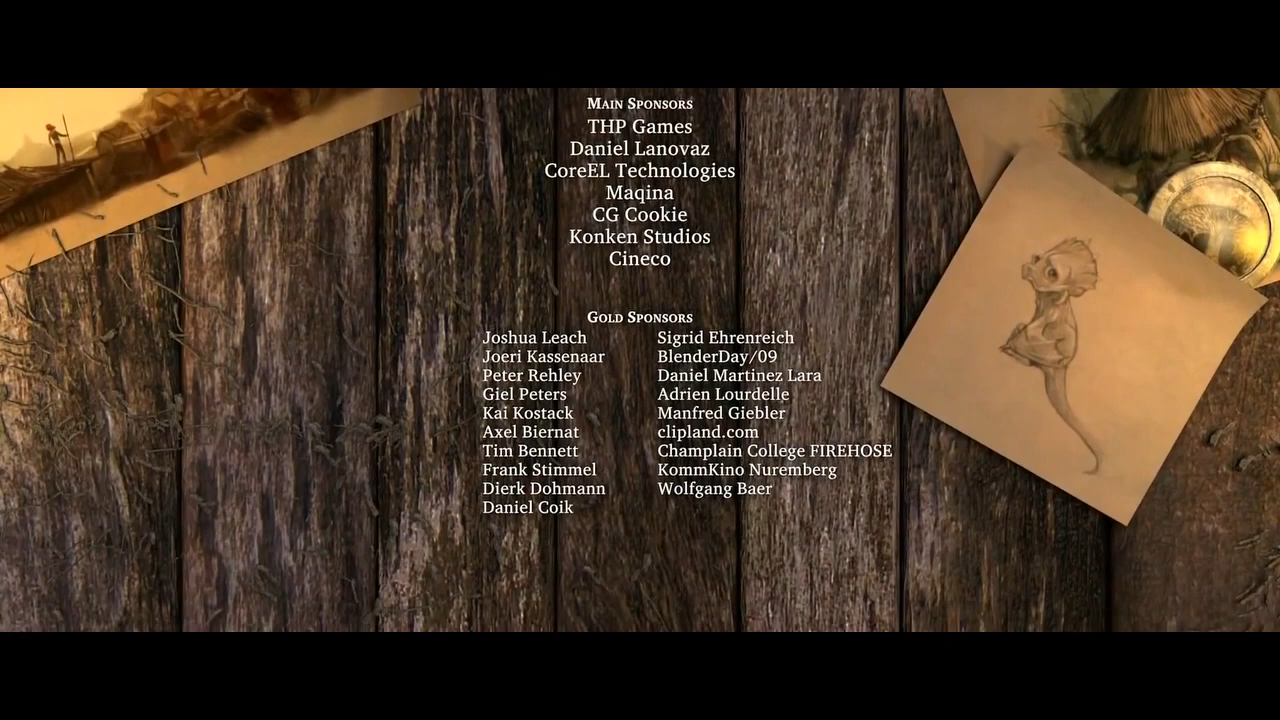 Main Sponsors
THP Games
Daniel Lanovaz
CoreEL Technologies
Maqina
CG Cookie
Konken Studios
Cineco
Gold Sponsors
Joshua Leach
Joeri Kassenaar
Peter Rehley
Giel Peters
Kai Kostack
Axel Biernat
Tim Bennett
Frank Stimmel
Dierk Dohmann
Daniel Coik
Sigrid Ehrenreich
BlenderDay/09
Daniel Martinez Lara
Adrien Lourdelle
Manfred Giebler
clipland.com
Champlain College FIREHOSE
KommKino Nuremberg
Wolfgang Baer